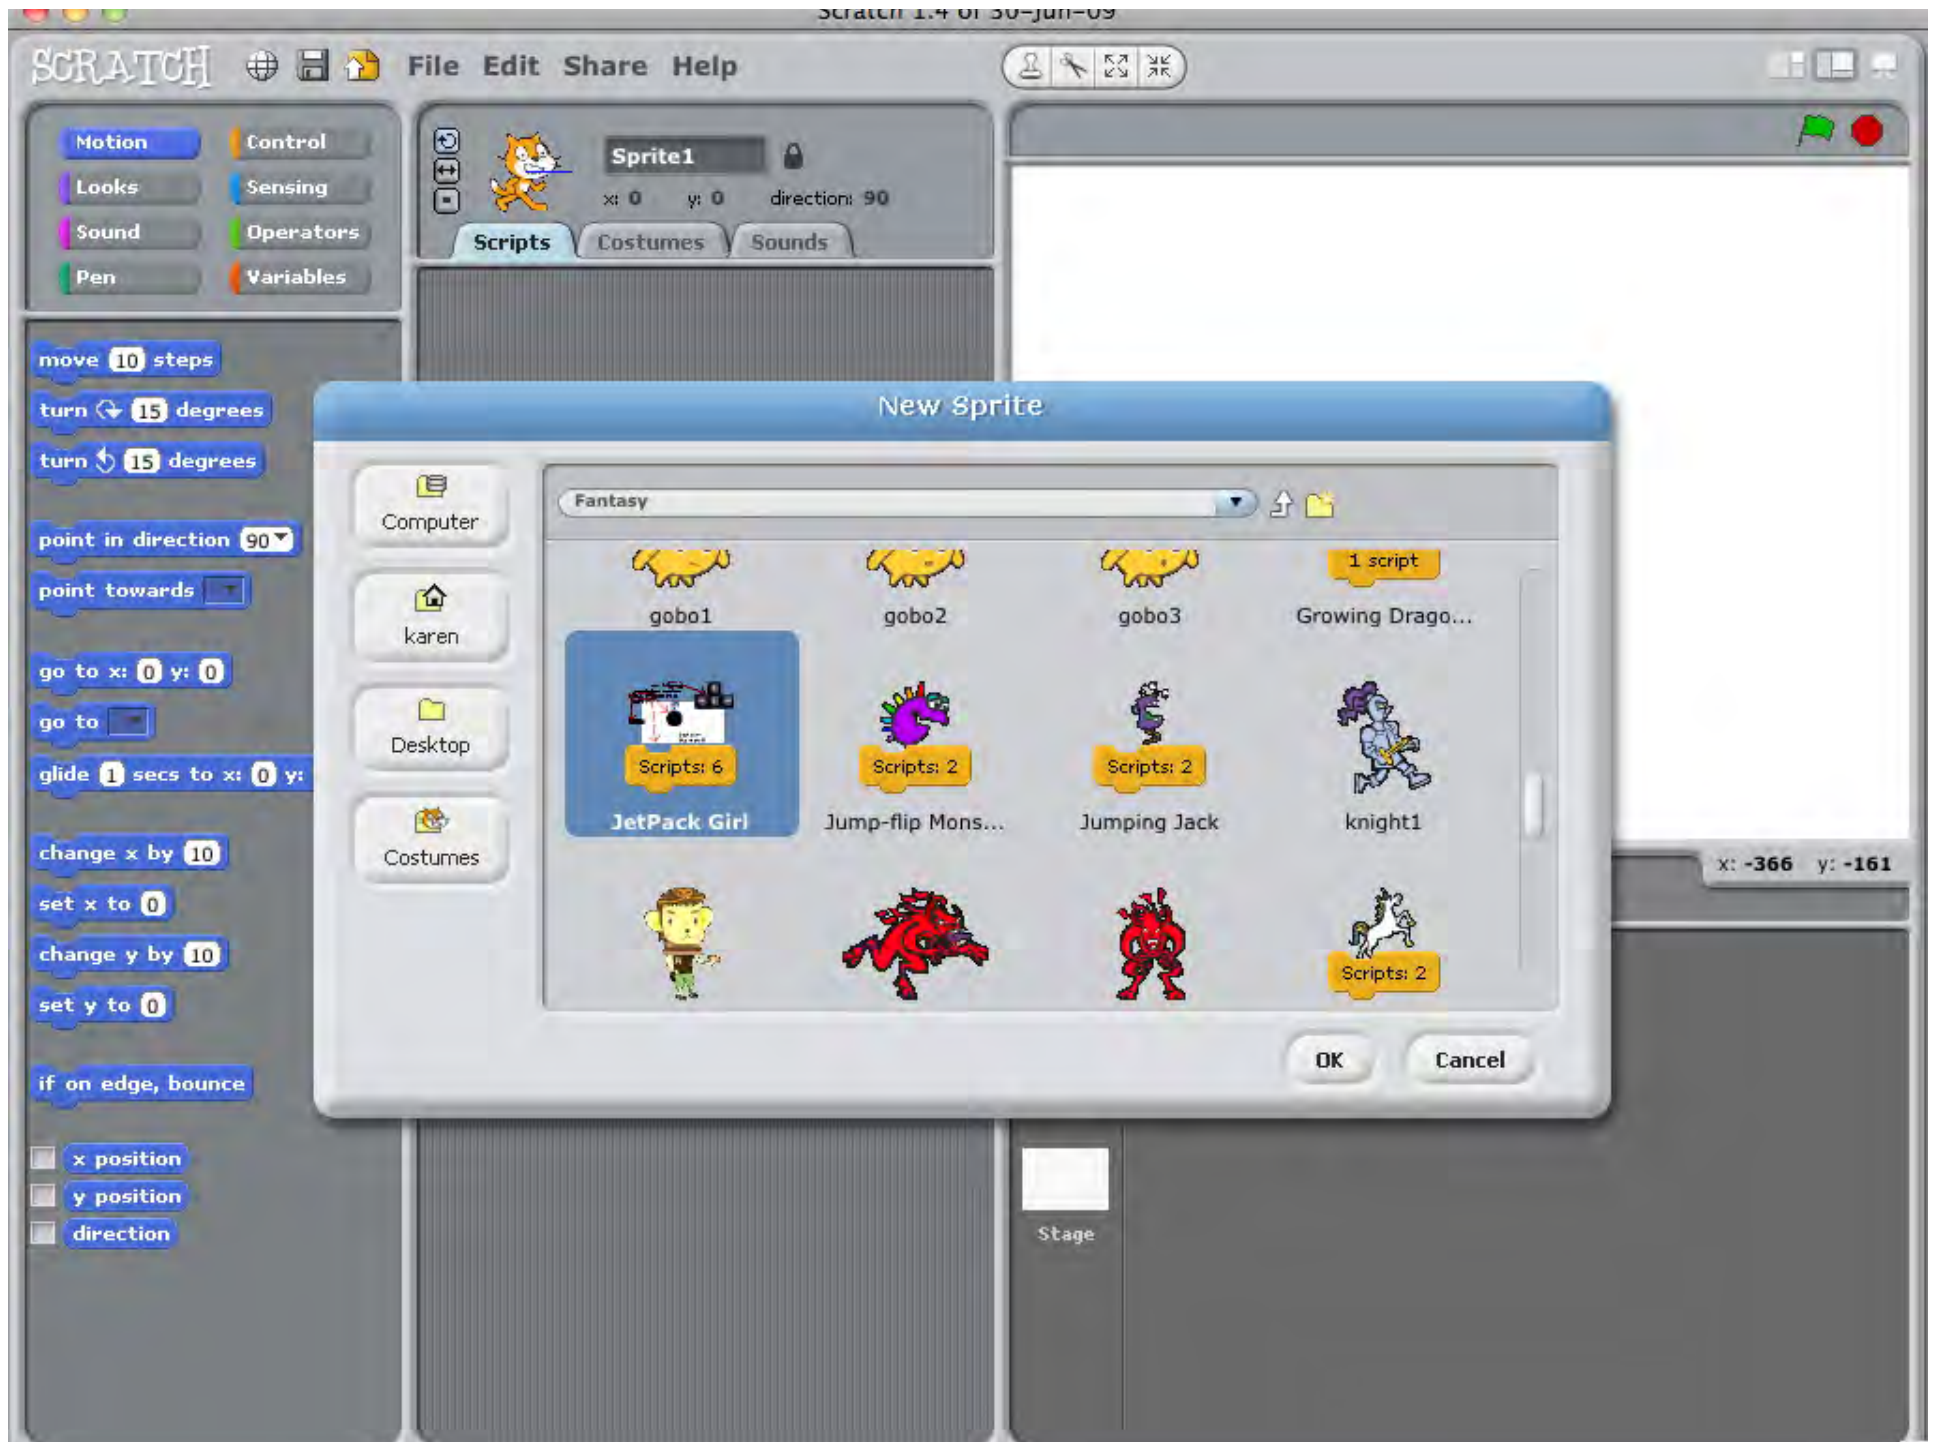 Scratch 1.4 of 30-Jun-09
SCRATCH File Edit Share Help
Motion Control
Looks Sensing
Sound Operators
Pen Variables
Sprite1
x: 0 y: 0 direction: 90
Scripts Costumes Sounds
move 10 steps
turn 15 degrees
turn 15 degrees
point in direction 90
point towards
go to x: 0 y: 0
go to
glide 1 secs to x: 0 y:
change x by 10
set x to 0
change y by 10
set y to 0
if on edge, bounce
x position
y position
direction
New Sprite
Computer
karen
Desktop
Costumes
Fantasy
1 script
gobo1 gobo2 gobo3 Growing Drago...
Scripts: 6 Scripts: 2 Scripts: 2
JetPack Girl Jump-flip Mons... Jumping Jack knight1
Scripts: 2
OK Cancel
x: -366 y: -161
Stage